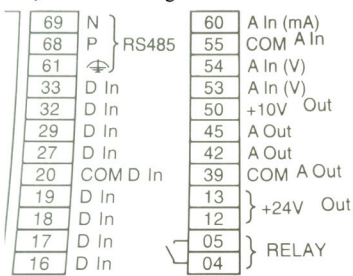 69 N
68 P RS485
61
33 D In
32 D In
29 D In
27 D In
20 COM D In
19 D In
18 D In
17 D In
16 D In
60 A In (mA)
55 COM A In
54 A In (V)
53 A In (V)
50 +10V Out
45 A Out
42 A Out
39 COM A Out
13
+24V Out
12
05
RELAY
04